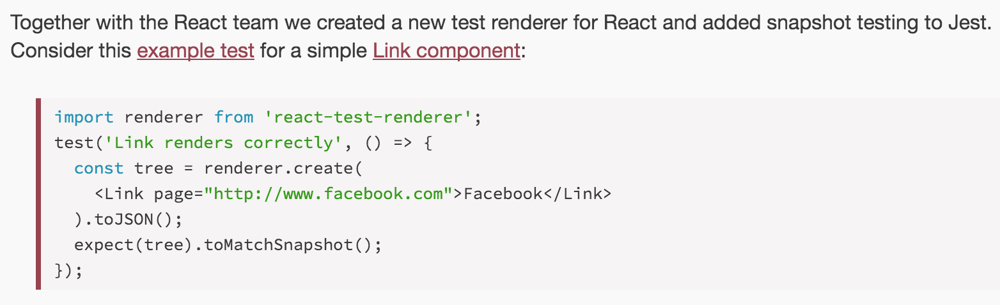 Together with the React team we created a new test renderer for React and added snapshot testing to Jest.
Consider this example test for a simple Link component:
import renderer from 'react-test-renderer';
test('Link renders correctly', () => {
  const tree = renderer.create(
    <Link page="http://www.facebook.com">Facebook</Link>
  ).toJSON();
  expect(tree).toMatchSnapshot();
});